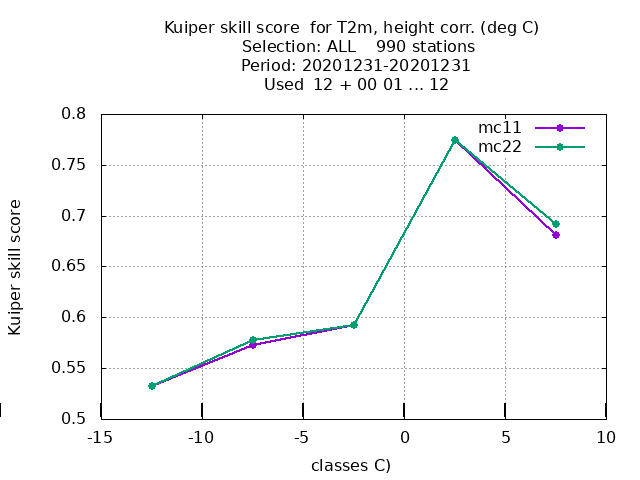 Kuiper skill score  for T2m, height corr. (deg C)
Selection: ALL    990 stations
Period: 20201231-20201231
Used  12 + 00 01 ... 12
0.8
mc11
mc22
0.75
0.7
0.65
0.6
0.55
0.5
Kuiper skill score
-15 -10 -5 0 5 10
classes C)